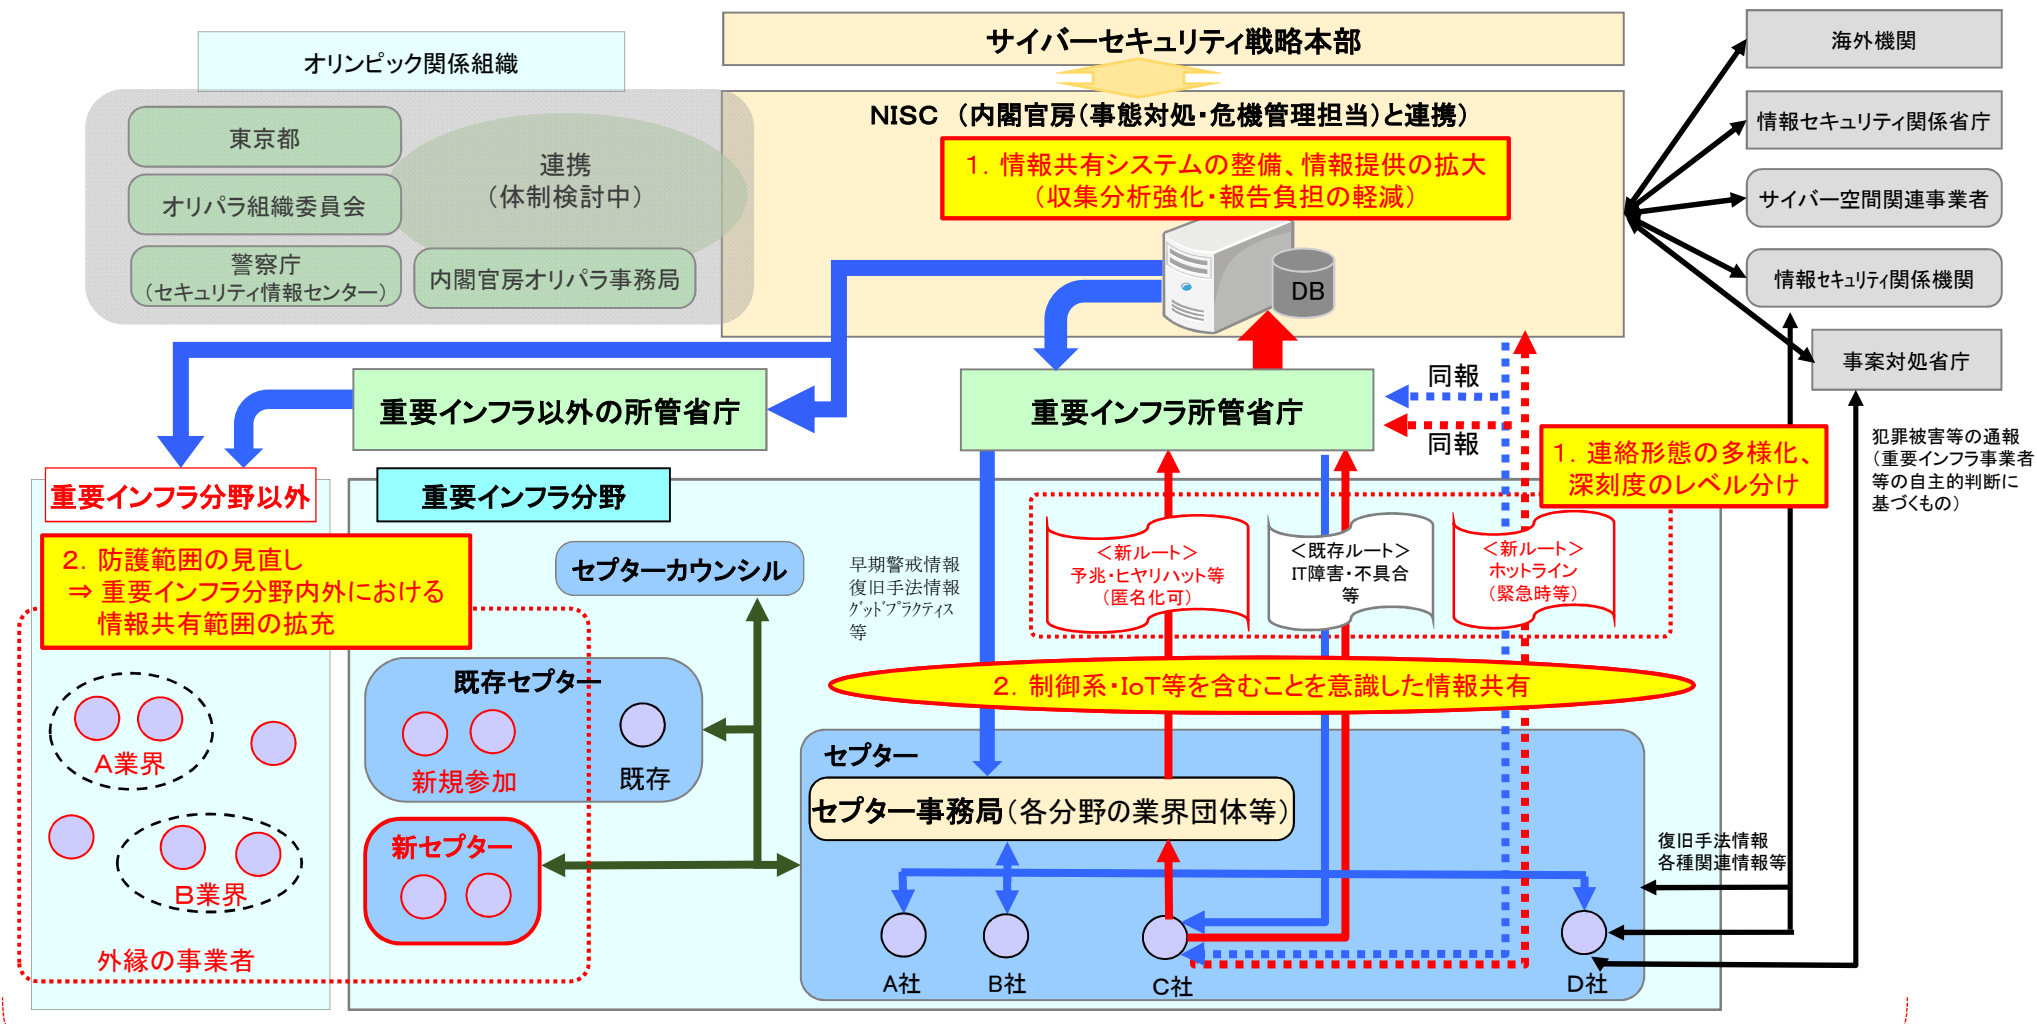 サイバーセキュリティ戦略本部
オリンピック関係組織
東京都
オリパラ組織委員会
警察庁
（セキュリティ情報センター）
連携
（体制検討中）
内閣官房オリパラ事務局
NISC （内閣官房（事態対処・危機管理担当）と連携）
1. 情報共有システムの整備、情報提供の拡大
（収集分析強化・報告負担の軽減）
DB
海外機関
情報セキュリティ関係省庁
サイバー空間関連事業者
情報セキュリティ関係機関
事案対処省庁
犯罪被害等の通報
（重要インフラ事業者
等の自主的判断に
基づくもの）
重要インフラ以外の所管省庁
重要インフラ所管省庁
同報
同報
1. 連絡形態の多様化、
深刻度のレベル分け
重要インフラ分野以外
重要インフラ分野
2. 防護範囲の見直し
⇒ 重要インフラ分野内外における
情報共有範囲の拡充
セプターカウンシル
早期警戒情報
復旧手法情報
グッドプラクティス
等
＜新ルート＞
予兆・ヒヤリハット等
（匿名化可）
＜既存ルート＞
IT障害・不具合
等
＜新ルート＞
ホットライン
（緊急時等）
2. 制御系・IoT等を含むことを意識した情報共有
既存セプター
新規参加
既存
新セプター
A業界
B業界
外縁の事業者
セプター
セプター事務局（各分野の業界団体等）
A社
B社
C社
D社
復旧手法情報
各種関連情報等